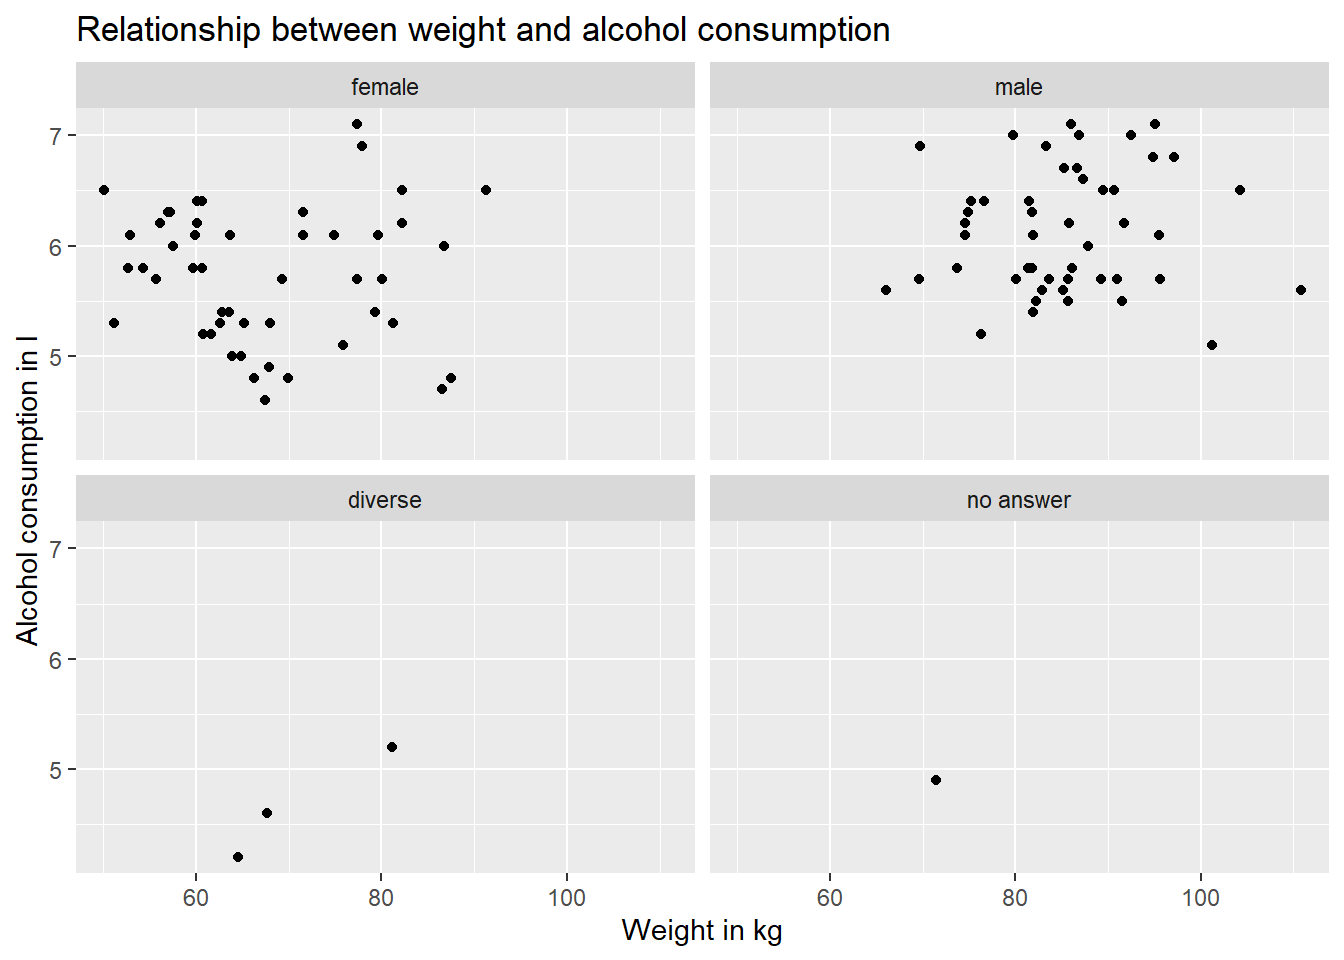 Relationship between weight and alcohol consumption
female
male
7
6
5
Alcohol consumption in l
diverse
no answer
7
6
5
60
80
100
60
80
100
Weight in kg